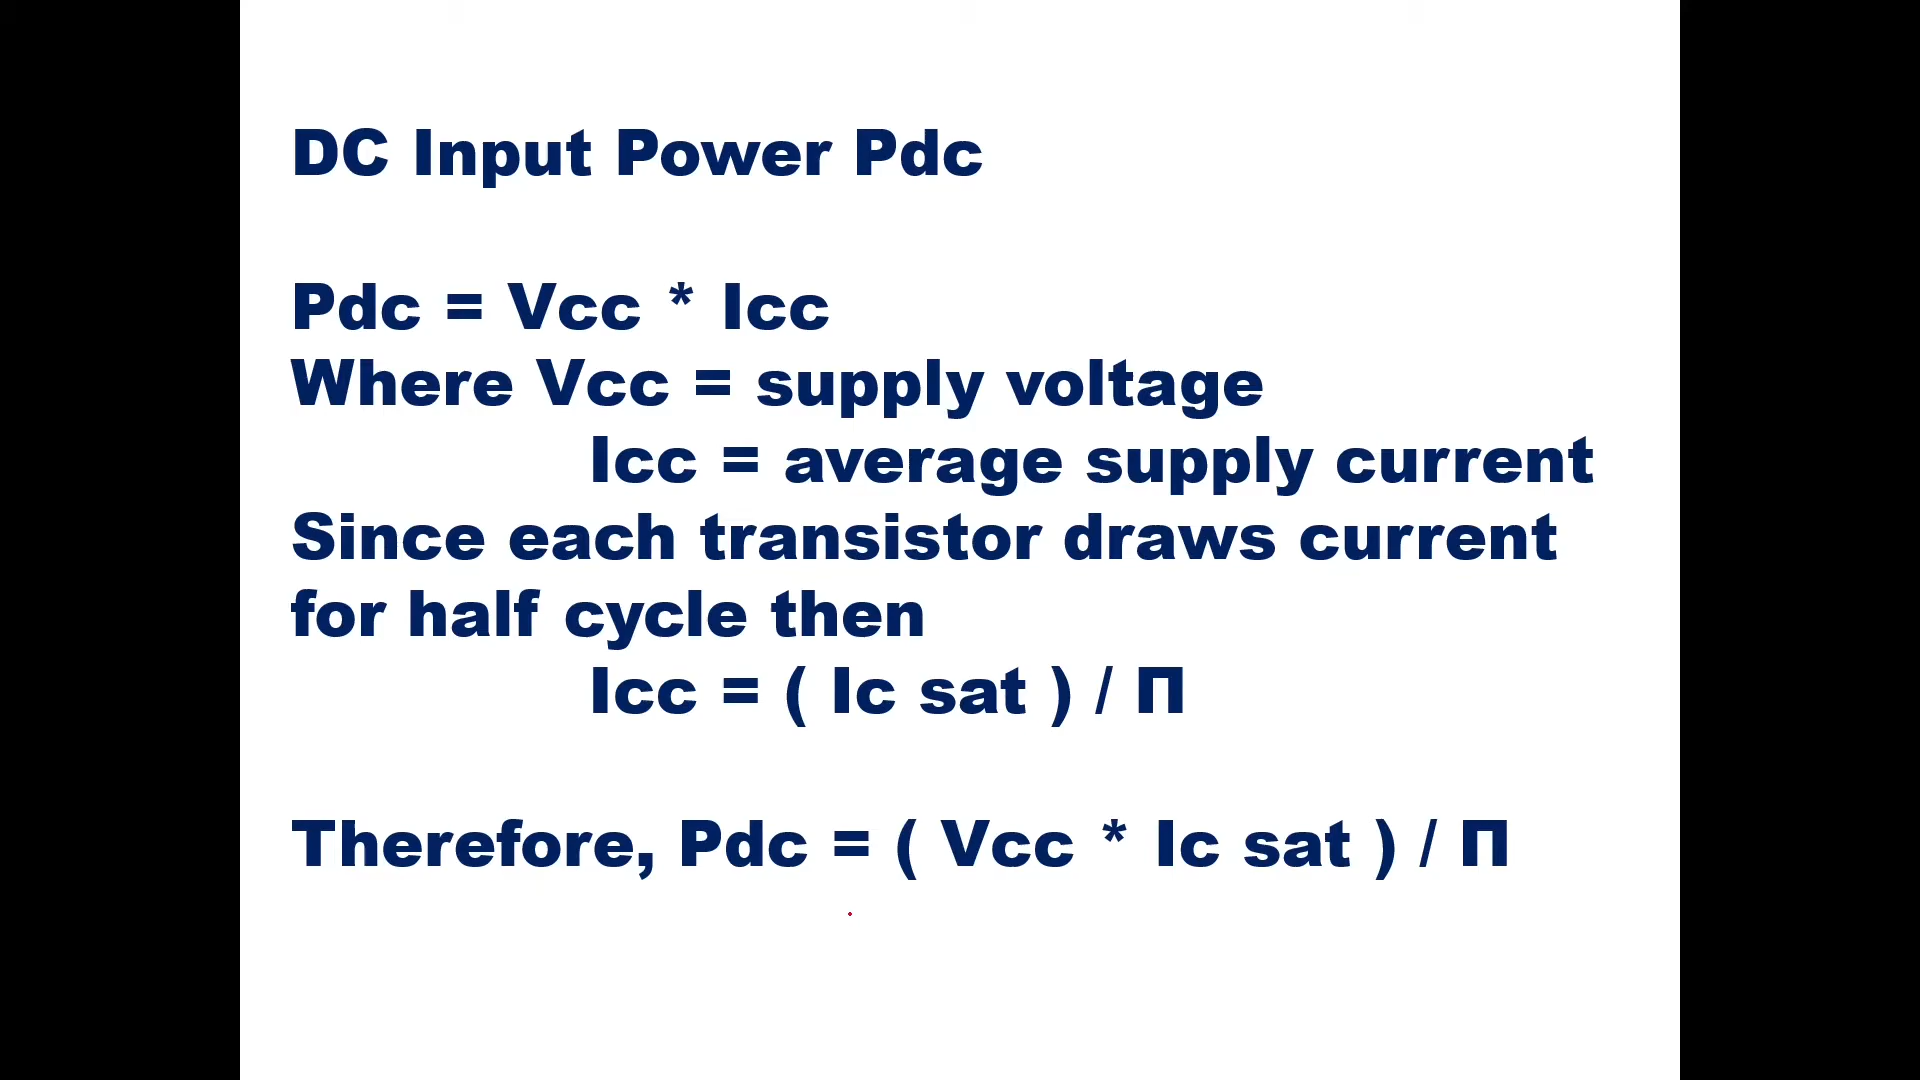 DC Input Power Pdc
Pdc = Vcc * Icc
Where Vcc = supply voltage
Icc = average supply current
Since each transistor draws current
for half cycle then
Icc = ( Ic sat ) / П
Therefore, Pdc = ( Vcc * Ic sat ) / П